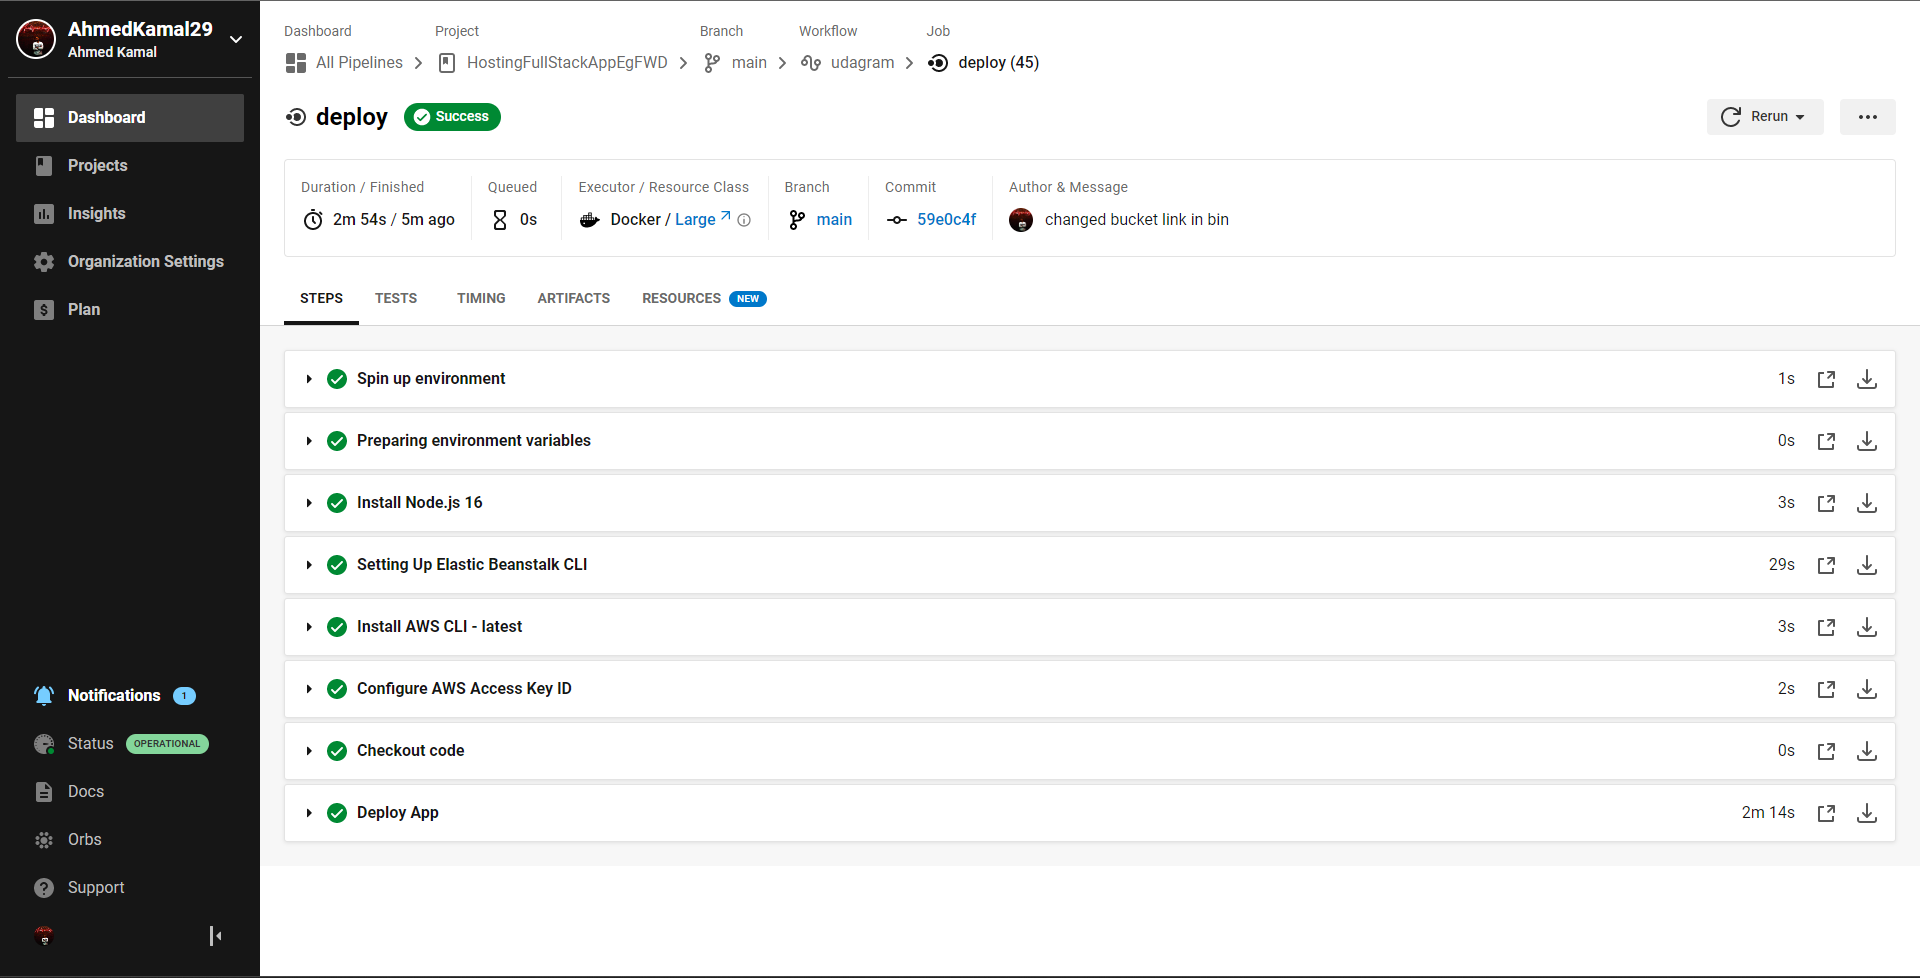 AhmedKamal29
Ahmed Kamal
Dashboard
Projects
Insights
Organization Settings
Plan
Notifications 1
Status OPERATIONAL
Docs
Orbs
Support
Dashboard Project Branch Workflow Job
All Pipelines HostingFullStackAppEgFWD main udagram deploy (45)
deploy Success Rerun
Duration / Finished Queued Executor / Resource Class Branch Commit Author & Message
2m 54s / 5m ago 0s Docker / Large main 59e0c4f changed bucket link in bin
STEPS TESTS TIMING ARTIFACTS RESOURCES NEW
Spin up environment 1s
Preparing environment variables 0s
Install Node.js 16 3s
Setting Up Elastic Beanstalk CLI 29s
Install AWS CLI - latest 3s
Configure AWS Access Key ID 2s
Checkout code 0s
Deploy App 2m 14s